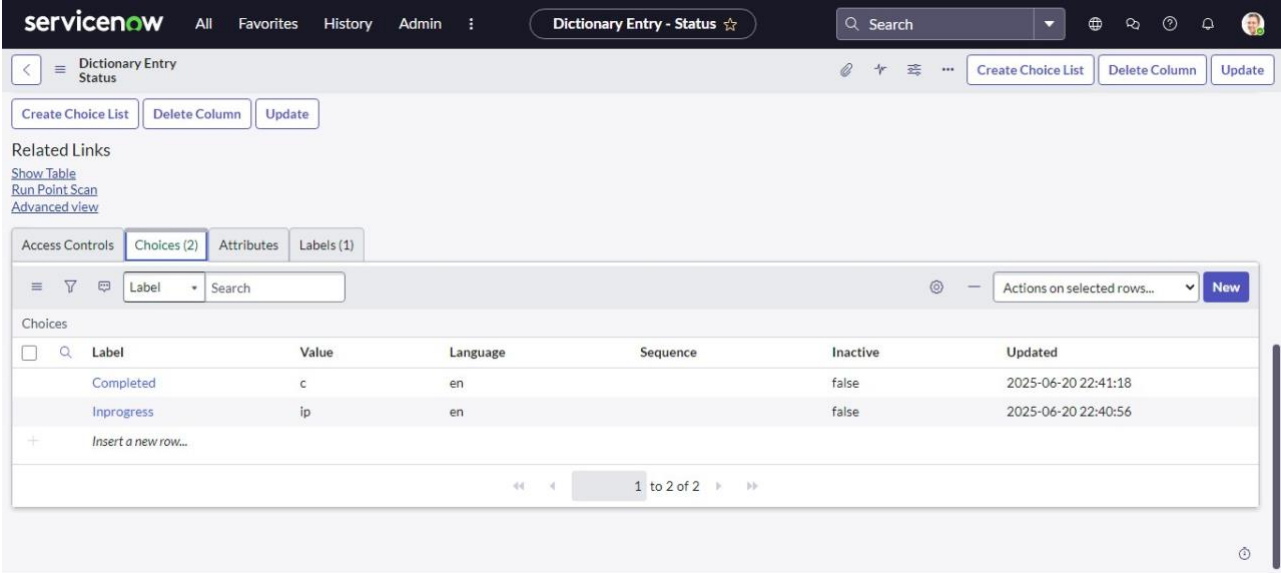 servicenow All Favorites History Admin Dictionary Entry - Status Search
Dictionary Entry
Status
Create Choice List Delete Column Update
Create Choice List Delete Column Update
Related Links
Show Table
Run Point Scan
Advanced view
Access Controls Choices (2) Attributes Labels (1)
Label Search Actions on selected rows... New
Choices
Label Value Language Sequence Inactive Updated
Completed c en false 2025-06-20 22:41:18
Inprogress ip en false 2025-06-20 22:40:56
Insert a new row...
1 to 2 of 2